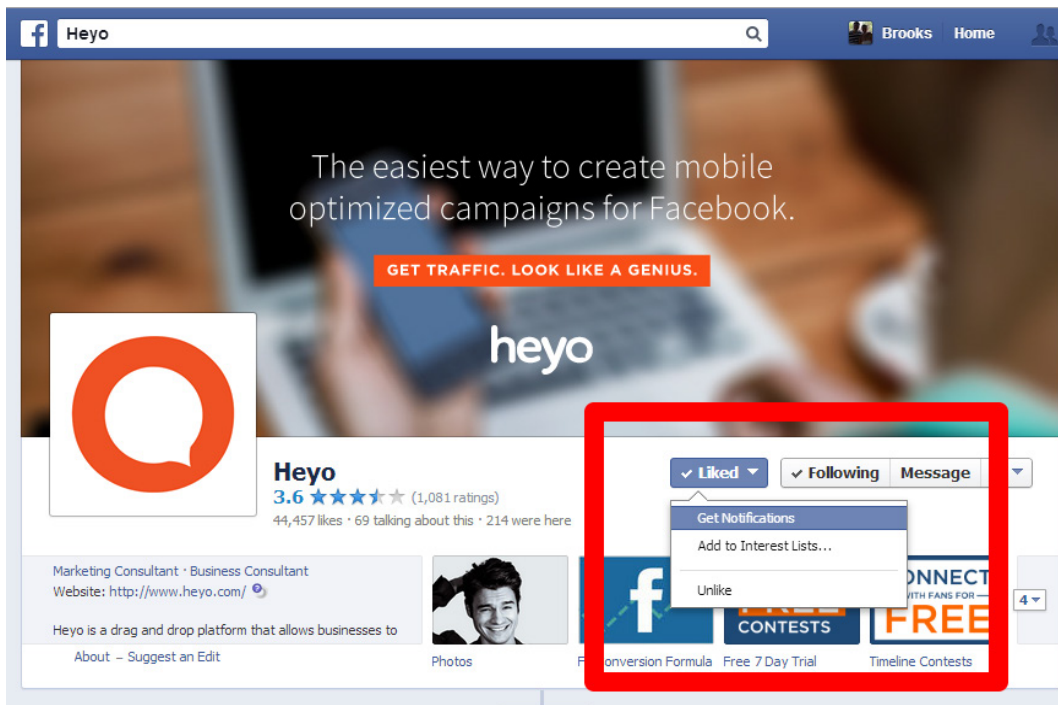 f Heyo
Brooks Home
The easiest way to create mobile
optimized campaigns for Facebook.
GET TRAFFIC. LOOK LIKE A GENIUS.
heyo
Heyo
3.6 (1,081 ratings)
44,457 likes · 69 talking about this · 214 were here
✓ Liked
✓ Following Message
Get Notifications
Add to Interest Lists...
Unlike
Marketing Consultant · Business Consultant
Website: http://www.heyo.com/
Heyo is a drag and drop platform that allows businesses to
About – Suggest an Edit
Photos
f
Conversion Formula
FREE
CONTESTS
Free 7 Day Trial
ONNECT
WITH FANS FOR
FREE
Timeline Contests
4